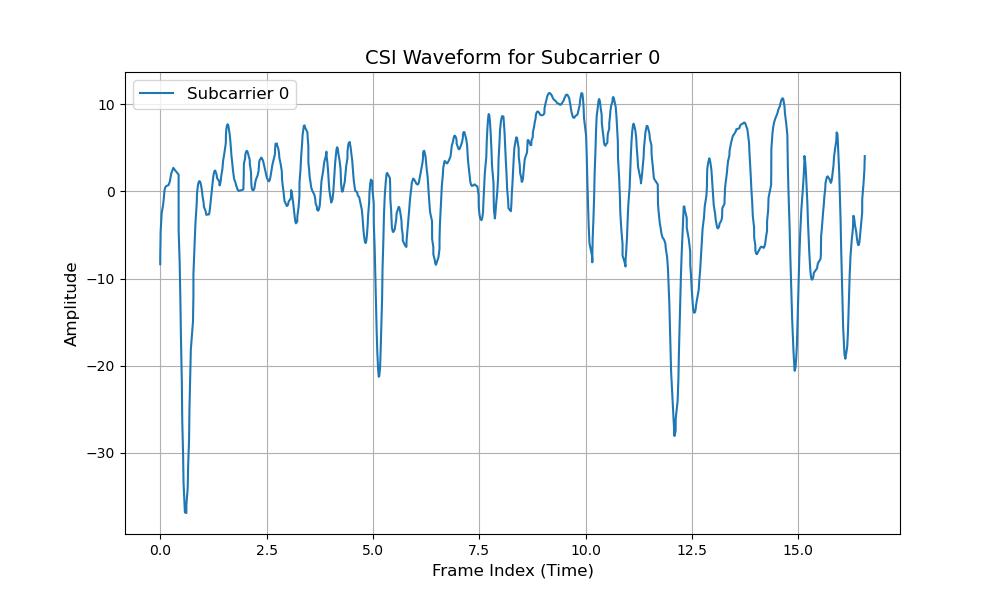 CSI Waveform for Subcarrier 0
Subcarrier 0
10
0
−10
−20
−30
Amplitude
0.0 2.5 5.0 7.5 10.0 12.5 15.0
Frame Index (Time)